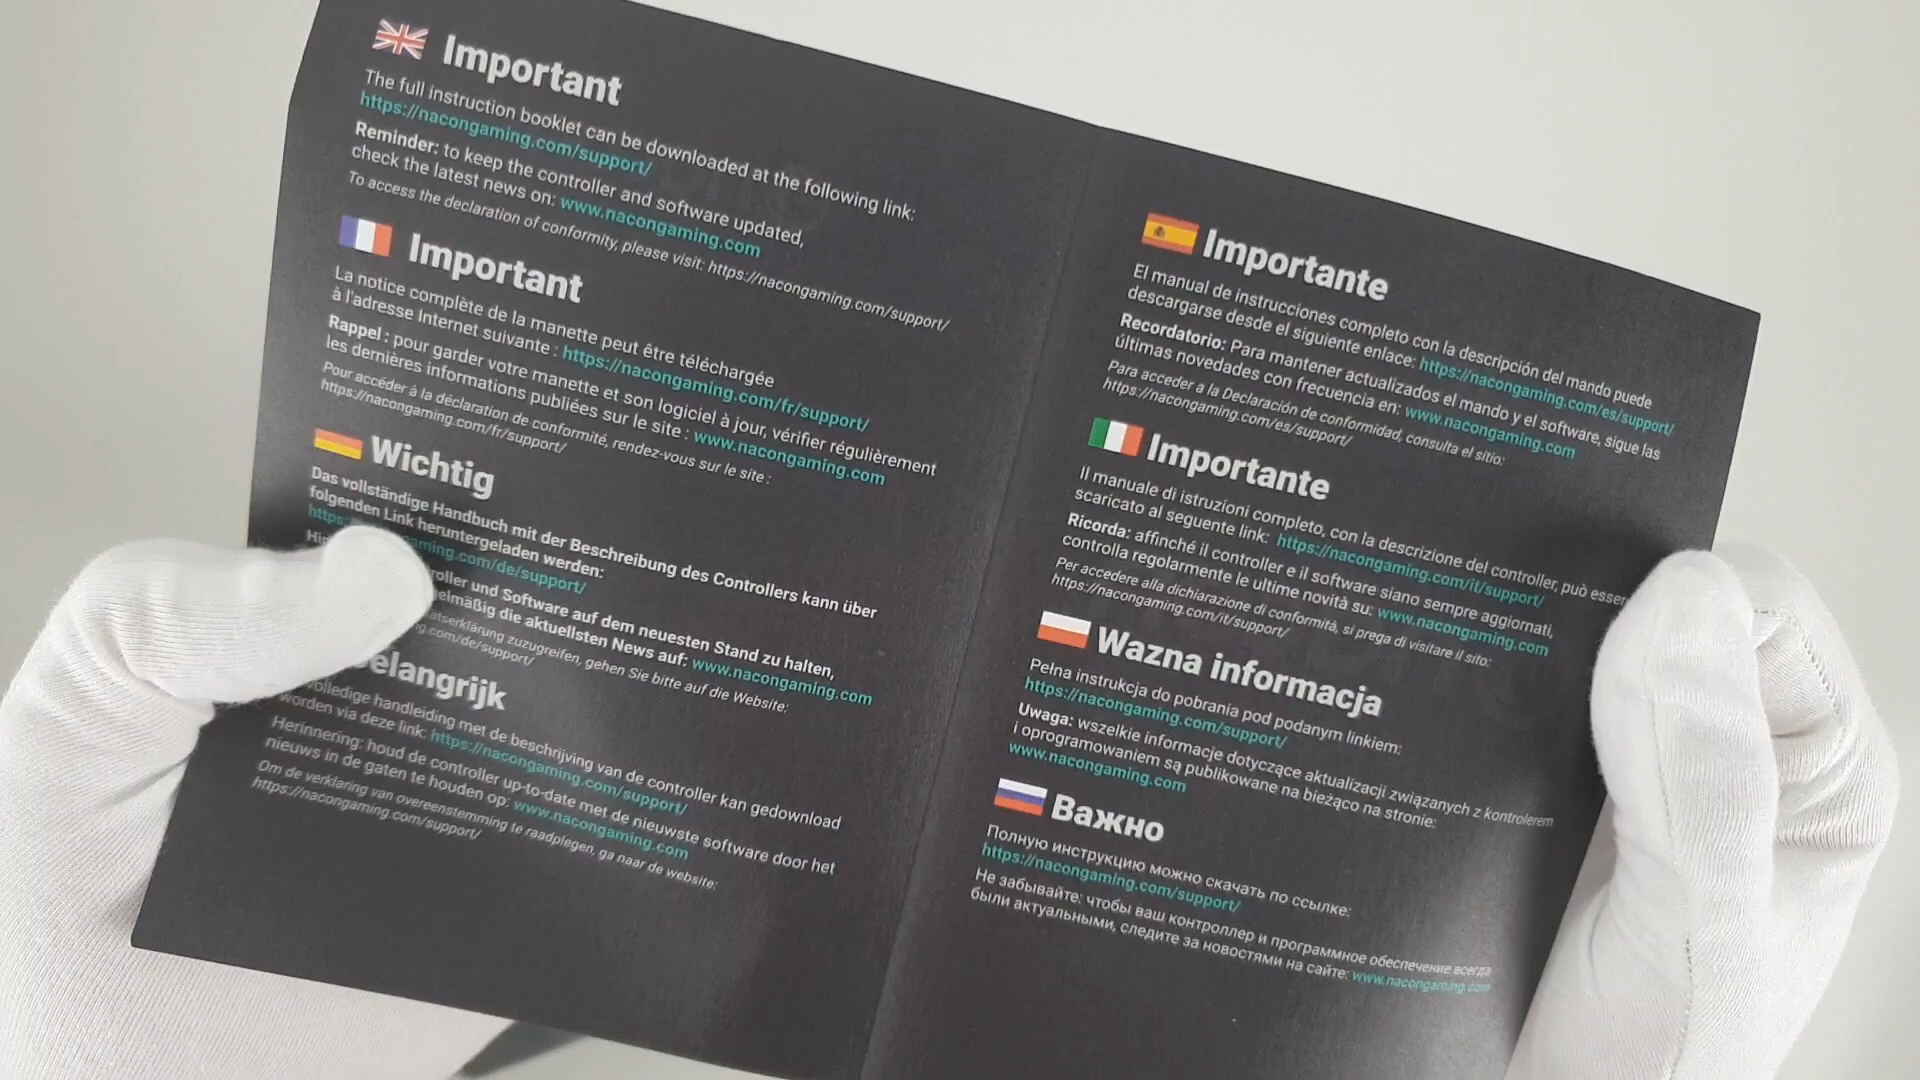 Important
The full instruction booklet can be downloaded at the following link:
https://nacongaming.com/support/
Reminder: to keep the controller and software updated,
check the latest news on: www.nacongaming.com
To access the declaration of conformity, please visit: https://nacongaming.com/support/
Important
La notice complète de la manette peut être téléchargée
à l'adresse Internet suivante : https://nacongaming.com/fr/support/
Rappel : pour garder votre manette et son logiciel à jour, vérifier régulièrement
les dernières informations publiées sur le site : www.nacongaming.com
Pour accéder à la déclaration de conformité, rendez-vous sur le site :
https://nacongaming.com/fr/support/
Wichtig
Das vollständige Handbuch mit der Beschreibung des Controllers kann über
folgenden Link heruntergeladen werden:
aming.com/de/support/
und Software auf dem neuesten Stand zu halten,
die aktuellsten News auf: www.nacongaming.com
zuzugreifen, gehen Sie bitte auf die Website:
g.com/de/support/
elangrijk
volledige handleiding met de beschrijving van de controller kan gedownload
worden via deze link: https://nacongaming.com/support/
Herinnering: houd de controller up-to-date met de nieuwste software door het
nieuws in de gaten te houden op: www.nacongaming.com
Om de verklaring van overeenstemming te raadplegen, ga naar de website:
https://nacongaming.com/support/
Importante
El manual de instrucciones completo con la descripción del mando puede
descargarse desde el siguiente enlace: https://nacongaming.com/es/support/
Recordatorio: Para mantener actualizados el mando y el software, sigue las
últimas novedades con frecuencia en: www.nacongaming.com
Para acceder a la Declaración de conformidad, consulta el sitio:
https://nacongaming.com/es/support/
Importante
Il manuale di istruzioni completo, con la descrizione del controller, può esser
scaricato al seguente link: https://nacongaming.com/it/support/
Ricorda: affinché il controller e il software siano sempre aggiornati,
controlla regolarmente le ultime novità su: www.nacongaming.com
Per accedere alla dichiarazione di conformità, si prega di visitare il sito:
https://nacongaming.com/it/support/
Wazna informacja
Pełna instrukcja do pobrania pod podanym linkiem:
https://nacongaming.com/support/
Uwaga: wszelkie informacje dotyczące aktualizacji związanych z kontrolerem
i oprogramowaniem są publikowane na bieżąco na stronie:
www.nacongaming.com
Важно
Полную инструкцию можно скачать по ссылке:
https://nacongaming.com/support/
Не забывайте: чтобы ваш контроллер и программное обеспечение всегда
были актуальными, следите за новостями на сайте: www.nacongaming.com